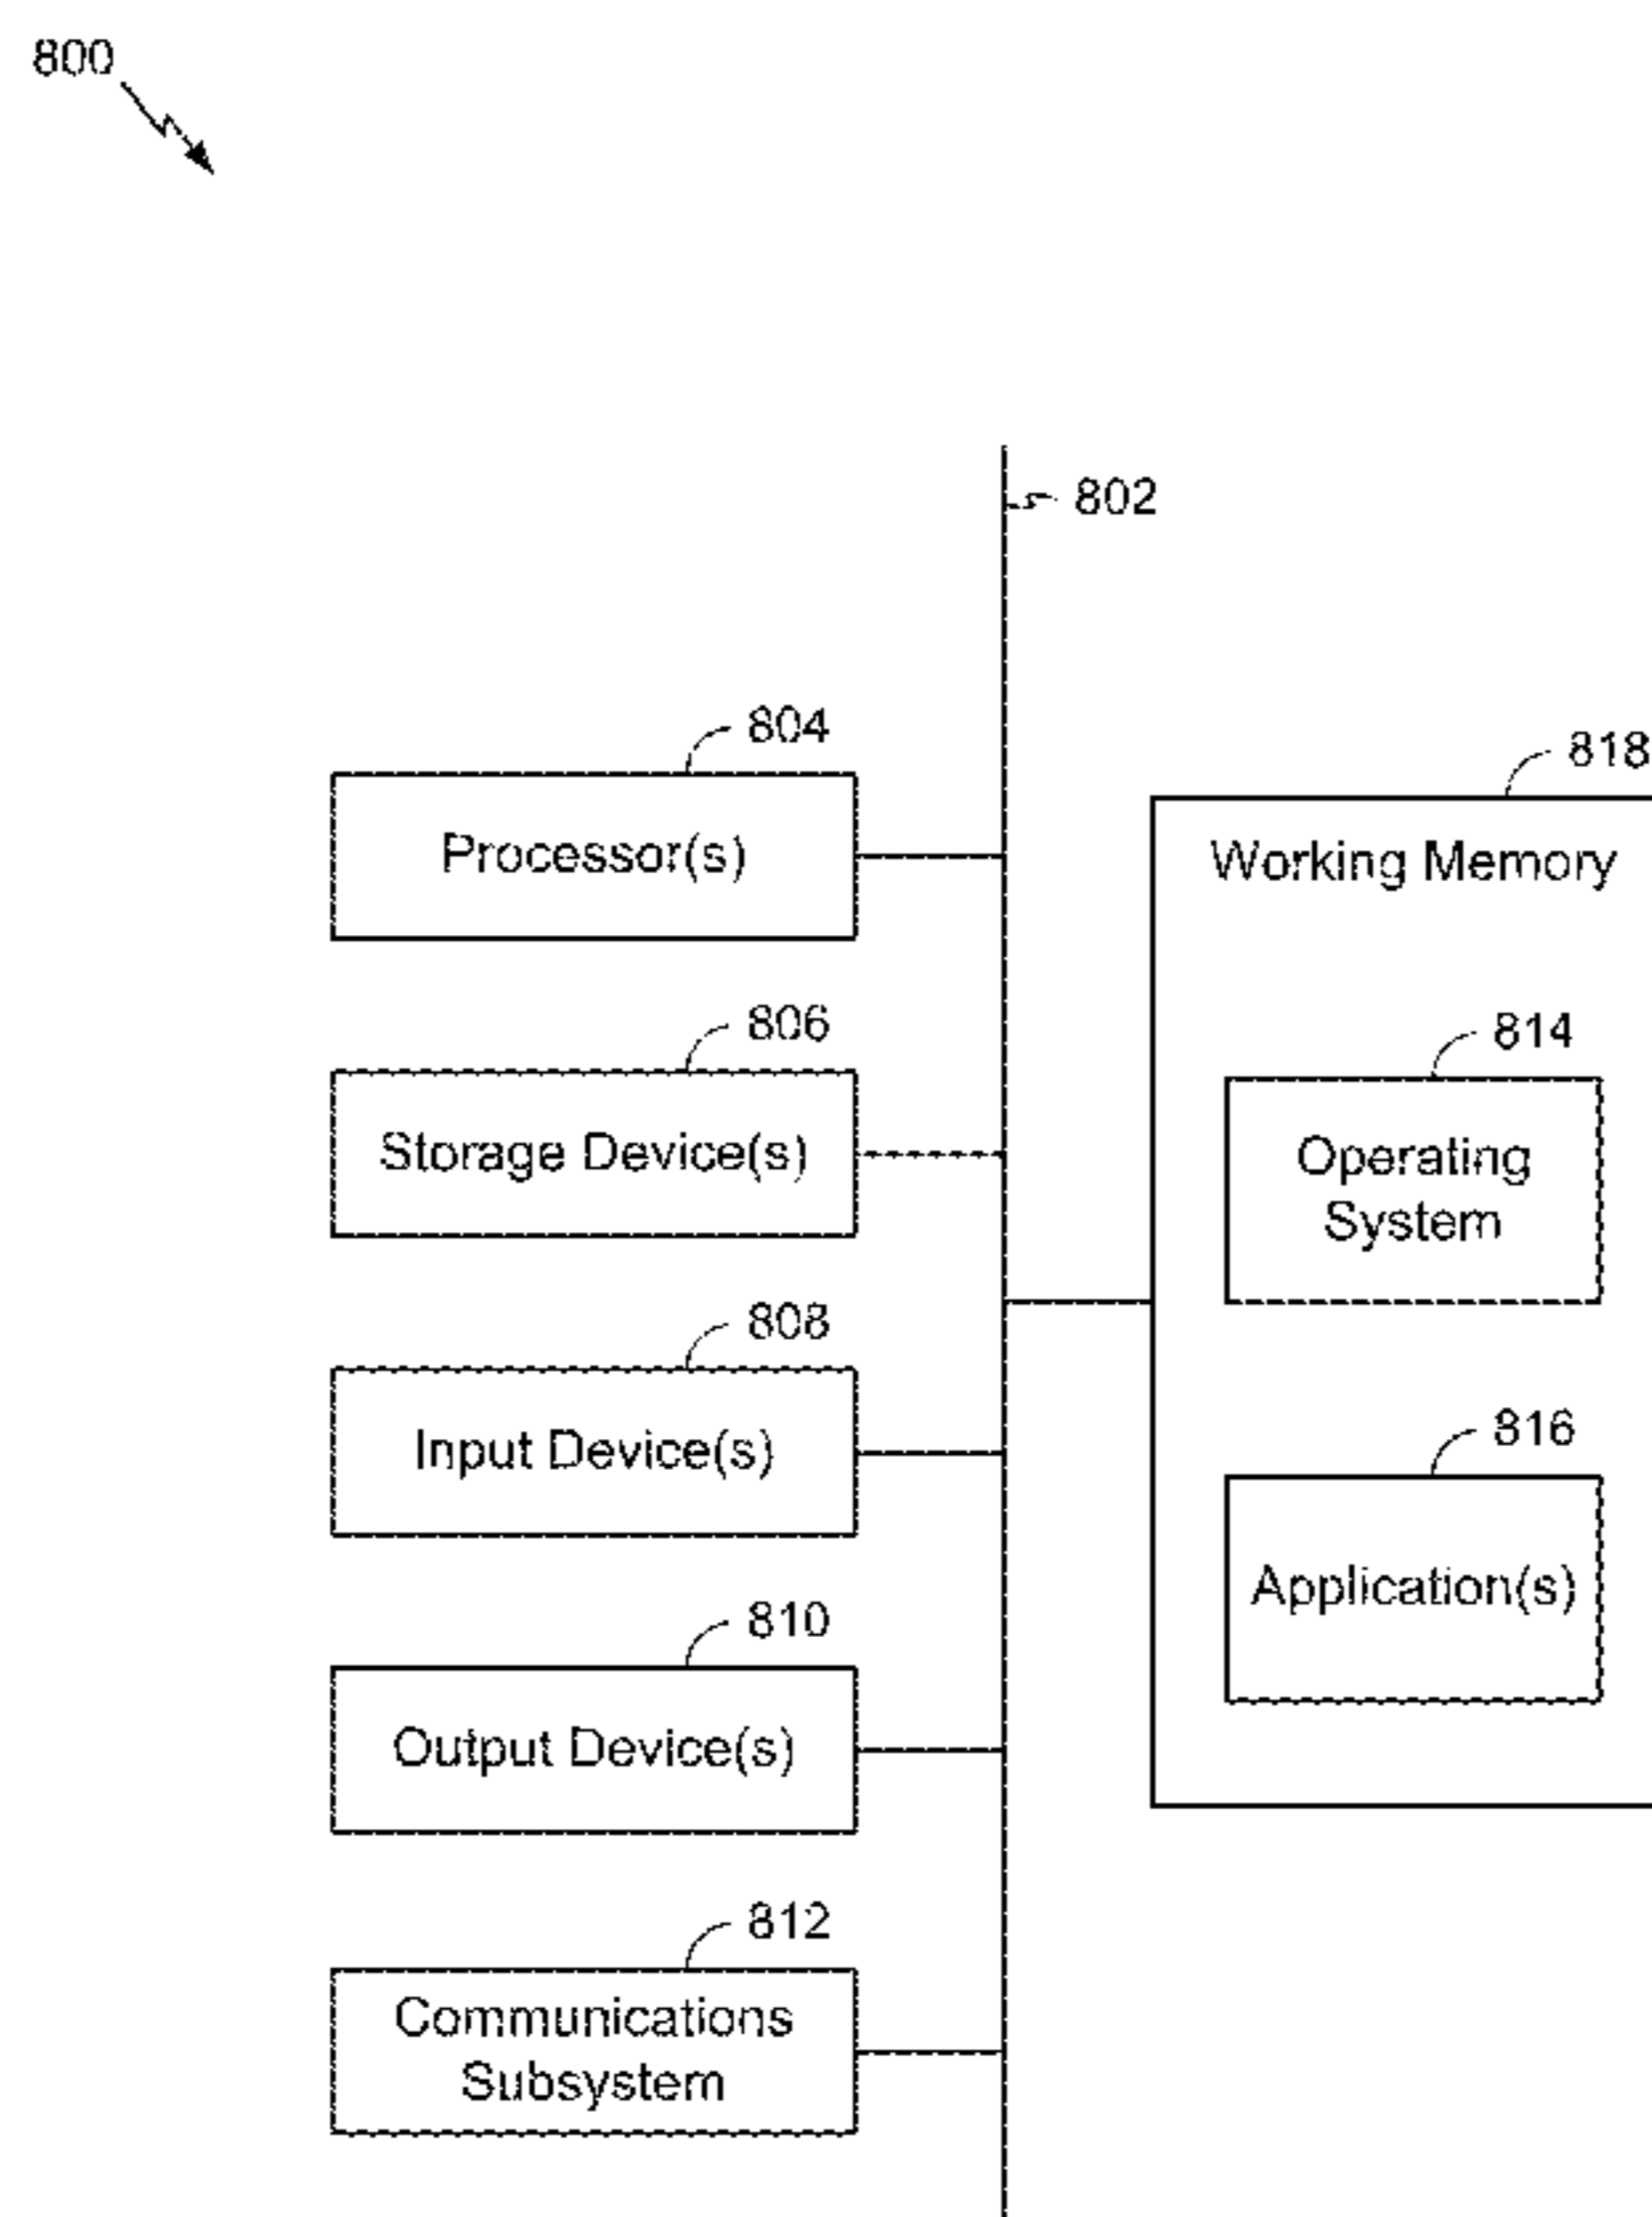 800
802
804
Processor(s)
806
Storage Device(s)
808
Input Device(s)
810
Output Device(s)
812
Communications
Subsystem
818
Working Memory
814
Operating
System
816
Application(s)